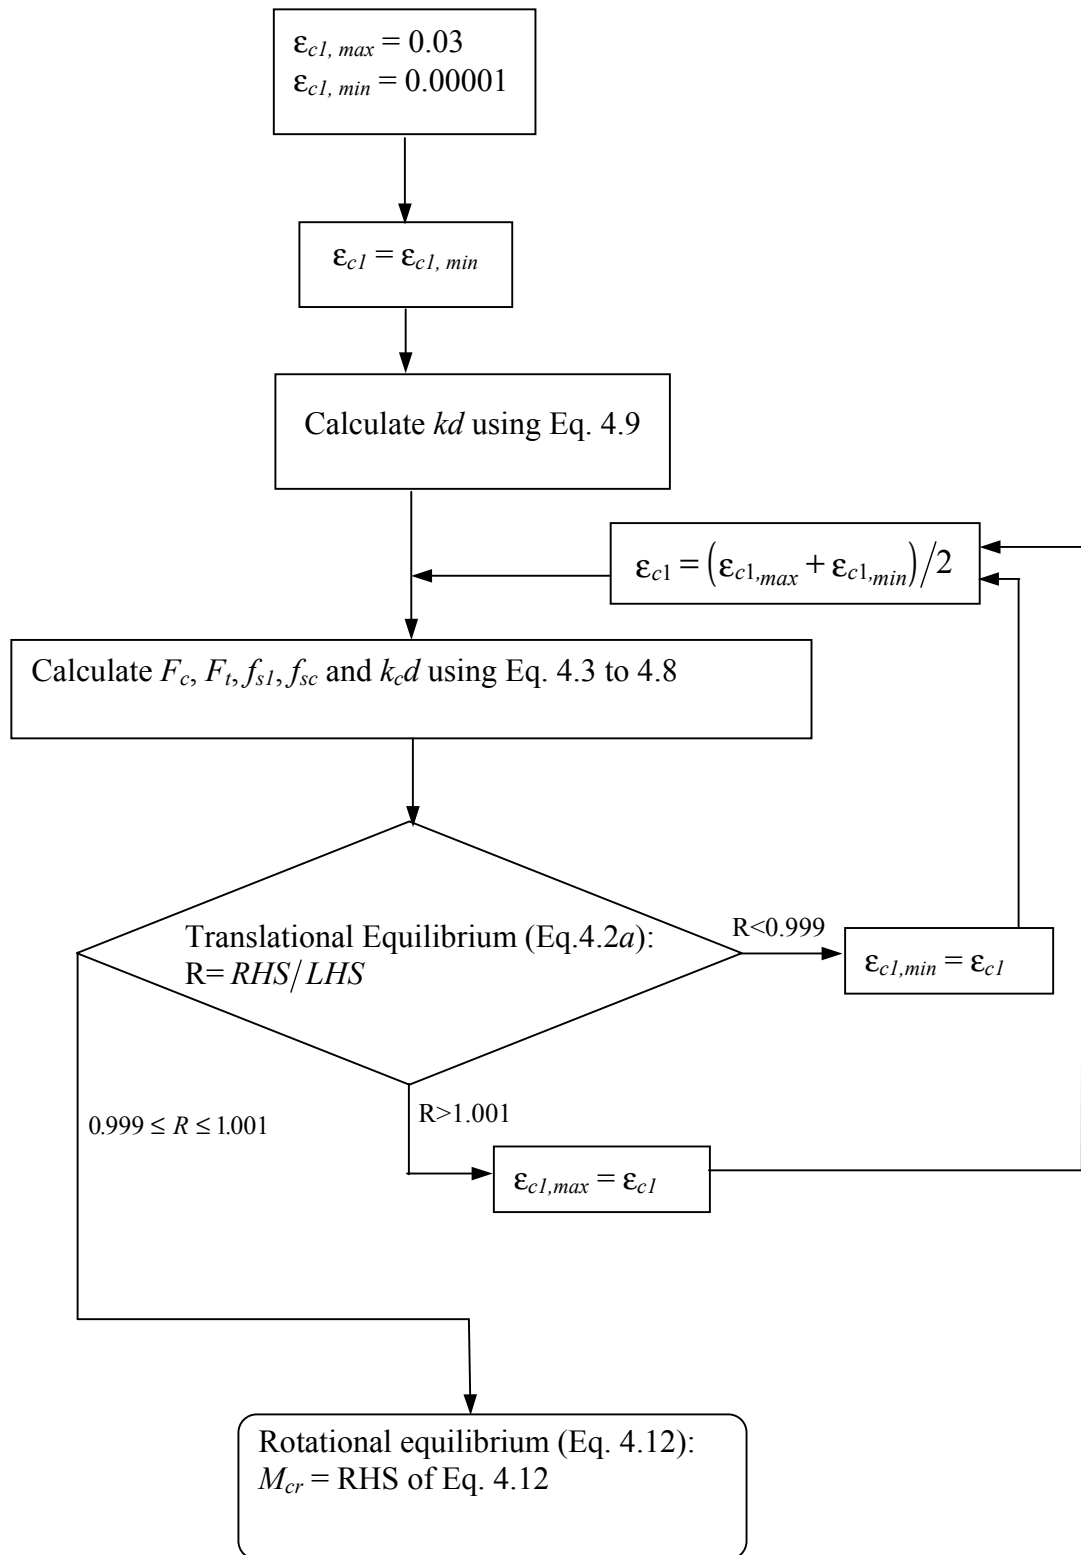 εc1, max = 0.03
εc1, min = 0.00001
εc1 = εc1, min
Calculate kd using Eq. 4.9
εc1 = (εc1,max + εc1,min)/2
Calculate Fc, Ft, fs1, fsc and kcd using Eq. 4.3 to 4.8
Translational Equilibrium (Eq.4.2a):
R= RHS/LHS
R<0.999
εc1,min = εc1
0.999 ≤ R ≤ 1.001
R>1.001
εc1,max = εc1
Rotational equilibrium (Eq. 4.12):
Mcr = RHS of Eq. 4.12